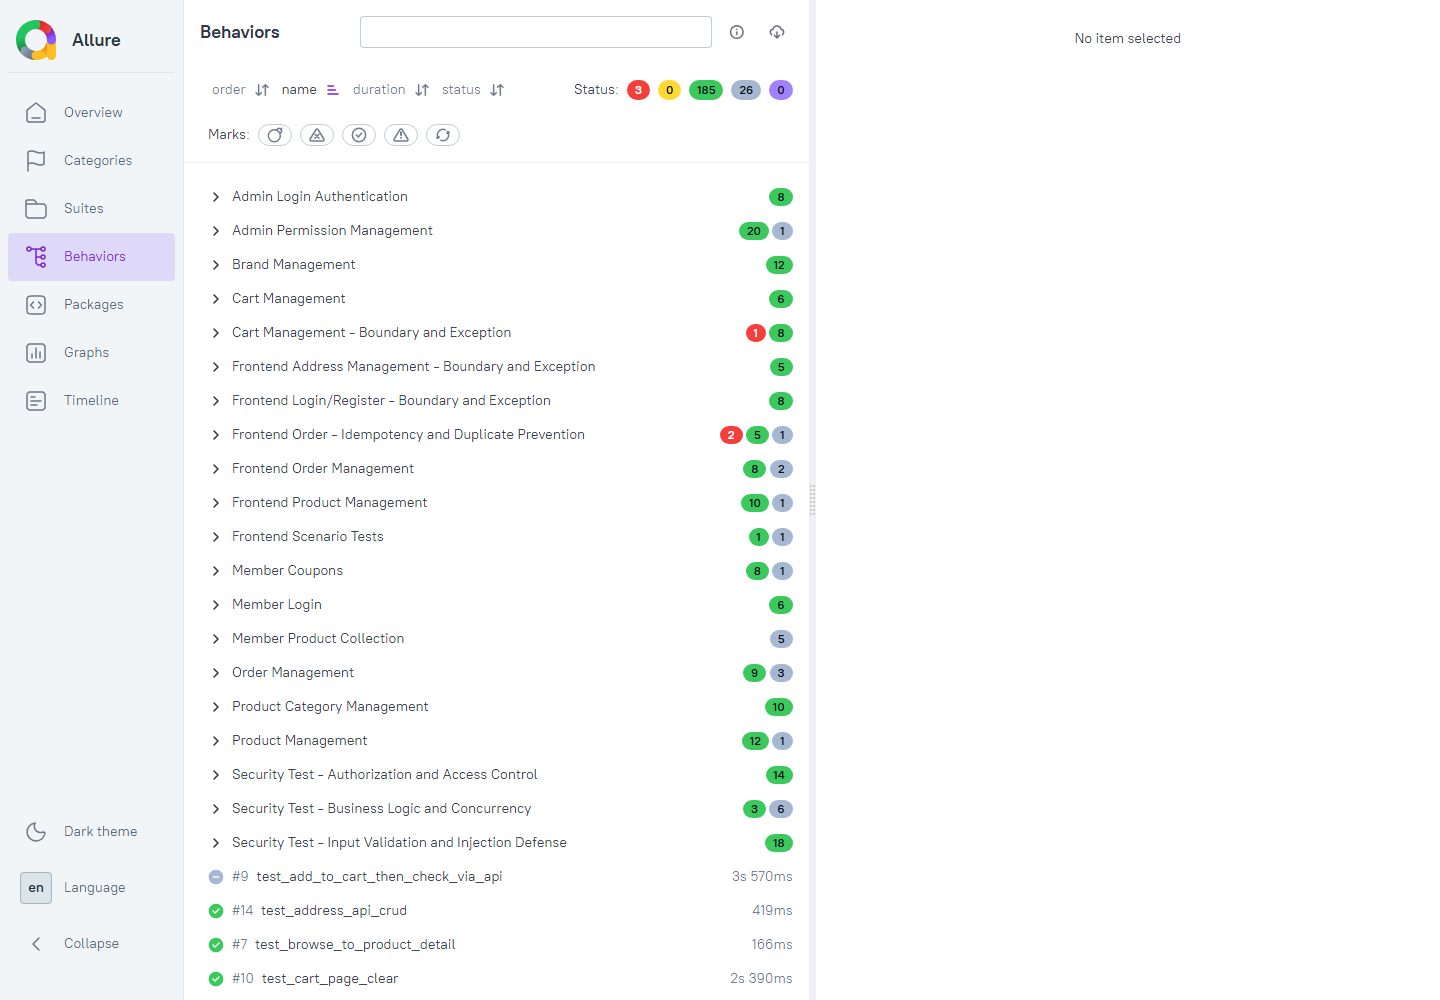 Allure
Overview
Categories
Suites
Behaviors
Packages
Graphs
Timeline
Dark theme
en Language
Collapse
Behaviors
order name duration status Status: 3 0 185 26 0
Marks:
Admin Login Authentication 8
Admin Permission Management 20 1
Brand Management 12
Cart Management 6
Cart Management - Boundary and Exception 1 8
Frontend Address Management - Boundary and Exception 5
Frontend Login/Register - Boundary and Exception 8
Frontend Order - Idempotency and Duplicate Prevention 2 5 1
Frontend Order Management 8 2
Frontend Product Management 10 1
Frontend Scenario Tests 1 1
Member Coupons 8 1
Member Login 6
Member Product Collection 5
Order Management 9 3
Product Category Management 10
Product Management 12 1
Security Test - Authorization and Access Control 14
Security Test - Business Logic and Concurrency 3 6
Security Test - Input Validation and Injection Defense 18
#9 test_add_to_cart_then_check_via_api 3s 570ms
#14 test_address_api_crud 419ms
#7 test_browse_to_product_detail 166ms
#10 test_cart_page_clear 2s 390ms
No item selected